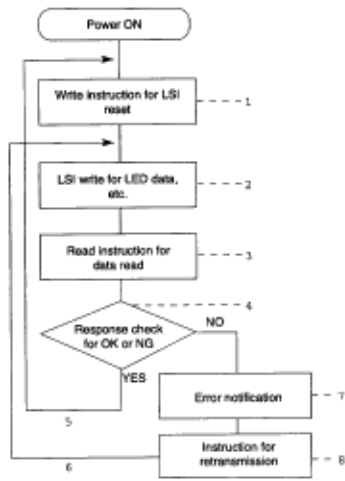 Power ON
Write instruction for LSI
reset
1
LSI write for LED data,
etc.
2
Read instruction for
data read
3
4
Response check
for OK or NG
NO
YES
Error notification
7
5
Instruction for
retransmission
8
6